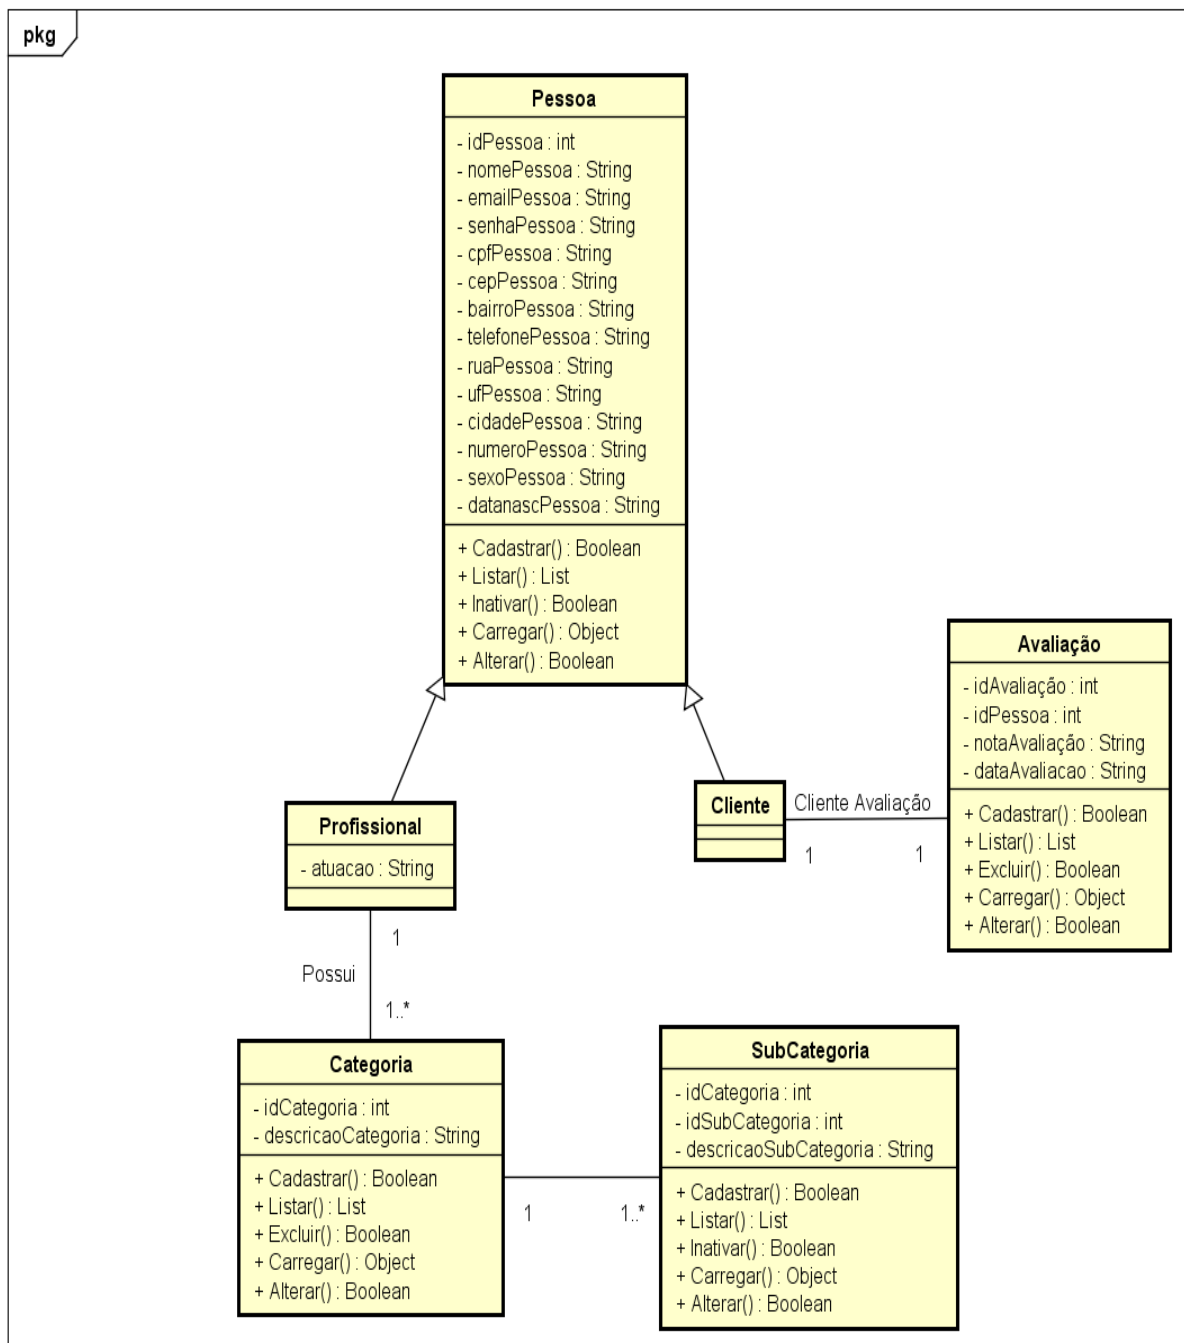 pkg
Pessoa
- idPessoa : int
- nomePessoa : String
- emailPessoa : String
- senhaPessoa : String
- cpfPessoa : String
- cepPessoa : String
- bairroPessoa : String
- telefonePessoa : String
- ruaPessoa : String
- ufPessoa : String
- cidadePessoa : String
- numeroPessoa : String
- sexoPessoa : String
- datanascPessoa : String
+ Cadastrar() : Boolean
+ Listar() : List
+ Inativar() : Boolean
+ Carregar() : Object
+ Alterar() : Boolean
Avaliação
- idAvaliação : int
- idPessoa : int
- notaAvaliação : String
- dataAvaliacao : String
+ Cadastrar() : Boolean
+ Listar() : List
+ Excluir() : Boolean
+ Carregar() : Object
+ Alterar() : Boolean
Cliente
Cliente Avaliação
1
1
Profissional
- atuacao : String
1
Possui
1..*
Categoria
- idCategoria : int
- descricaoCategoria : String
+ Cadastrar() : Boolean
+ Listar() : List
+ Excluir() : Boolean
+ Carregar() : Object
+ Alterar() : Boolean
1
1..*
SubCategoria
- idCategoria : int
- idSubCategoria : int
- descricaoSubCategoria : String
+ Cadastrar() : Boolean
+ Listar() : List
+ Inativar() : Boolean
+ Carregar() : Object
+ Alterar() : Boolean